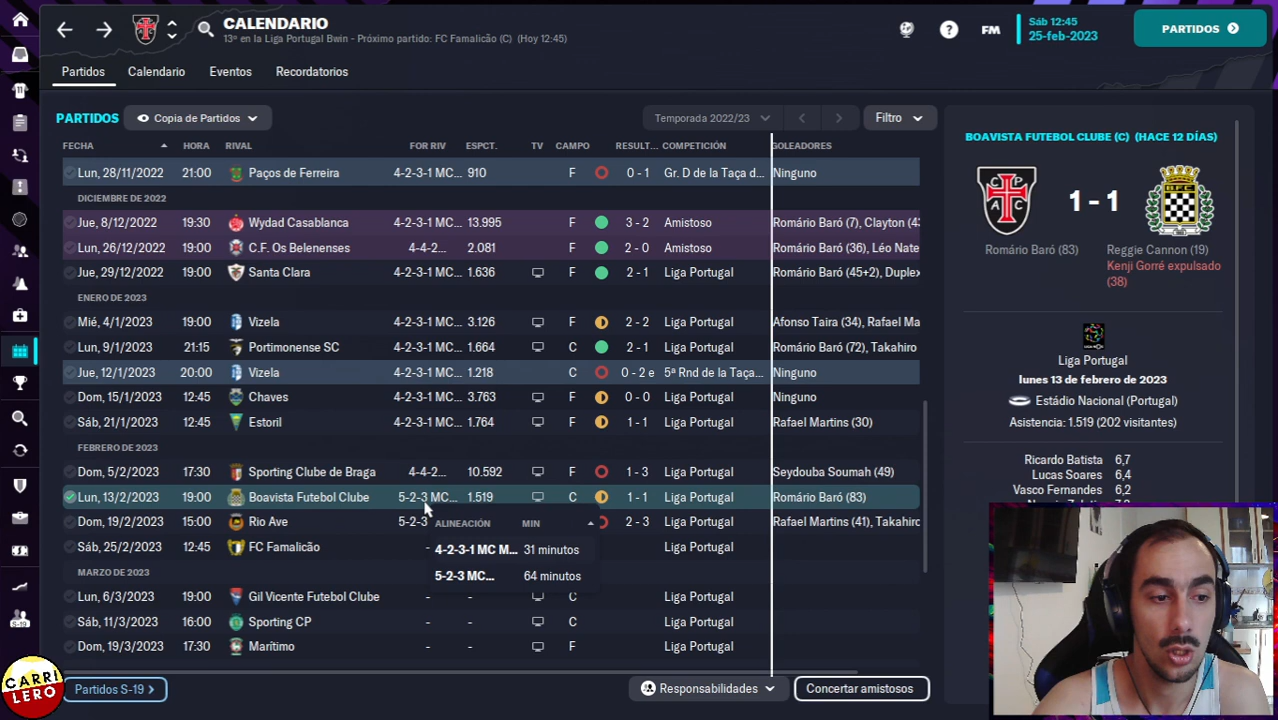 CALENDARIO
13º en la Liga Portugal Bwin - Próximo partido: FC Famalicão (C) (Hoy 12:45)
FM
Sáb 12:45
25-feb-2023
PARTIDOS
Partidos Calendario Eventos Recordatorios
PARTIDOS Copia de Partidos Temporada 2022/23 Filtro
FECHA HORA RIVAL FOR RIV ESPCT. TV CAMPO RESULT... COMPETICIÓN GOLEADORES
Lun, 28/11/2022 21:00 Paços de Ferreira 4-2-3-1 MC... 910 F 0 - 1 Gr. D de la Taça d... Ninguno
DICIEMBRE DE 2022
Jue, 8/12/2022 19:30 Wydad Casablanca 4-2-3-1 MC... 13.995 F 3 - 2 Amistoso Romário Baró (7), Clayton (43
Lun, 26/12/2022 19:00 C.F. Os Belenenses 4-4-2... 2.081 F 2 - 0 Amistoso Romário Baró (36), Léo Nate
Jue, 29/12/2022 19:00 Santa Clara 4-2-3-1 MC... 1.636 F 2 - 1 Liga Portugal Romário Baró (45+2), Duplex
ENERO DE 2023
Mié, 4/1/2023 19:00 Vizela 4-2-3-1 MC... 3.126 F 2 - 2 Liga Portugal Afonso Taira (34), Rafael Ma
Lun, 9/1/2023 21:15 Portimonense SC 4-2-3-1 MC... 1.664 C 2 - 1 Liga Portugal Romário Baró (72), Takahiro
Jue, 12/1/2023 20:00 Vizela 4-2-3-1 MC... 1.218 C 0 - 2 e 5ª Rnd de la Taça... Ninguno
Dom, 15/1/2023 12:45 Chaves 4-2-3-1 MC... 3.763 F 0 - 0 Liga Portugal Ninguno
Sáb, 21/1/2023 12:45 Estoril 4-2-3-1 MC... 1.764 F 1 - 1 Liga Portugal Rafael Martins (30)
FEBRERO DE 2023
Dom, 5/2/2023 17:30 Sporting Clube de Braga 4-4-2... 10.592 F 1 - 3 Liga Portugal Seydouba Soumah (49)
Lun, 13/2/2023 19:00 Boavista Futebol Clube 5-2-3 MC... 1.519 C 1 - 1 Liga Portugal Romário Baró (83)
Dom, 19/2/2023 15:00 Rio Ave 5-2-3 2 - 3 Liga Portugal Rafael Martins (41), Takahiro
ALINEACIÓN MIN
4-2-3-1 MC M... 31 minutos
5-2-3 MC... 64 minutos
Sáb, 25/2/2023 12:45 FC Famalicão - Liga Portugal
MARZO DE 2023
Lun, 6/3/2023 19:00 Gil Vicente Futebol Clube - - C Liga Portugal
Sáb, 11/3/2023 16:00 Sporting CP - - C Liga Portugal
Dom, 19/3/2023 17:30 Marítimo - - F Liga Portugal
Partidos S-19 Responsabilidades Concertar amistosos
BOAVISTA FUTEBOL CLUBE (C) (HACE 12 DÍAS)
1 - 1
Romário Baró (83) Reggie Cannon (19)
Kenji Gorré expulsado
(38)
Liga Portugal
lunes 13 de febrero de 2023
Estádio Nacional (Portugal)
Asistencia: 1.519 (202 visitantes)
Ricardo Batista 6,7
Lucas Soares 6,4
Vasco Fernandes 6,2
S-19
CARRI
LERO